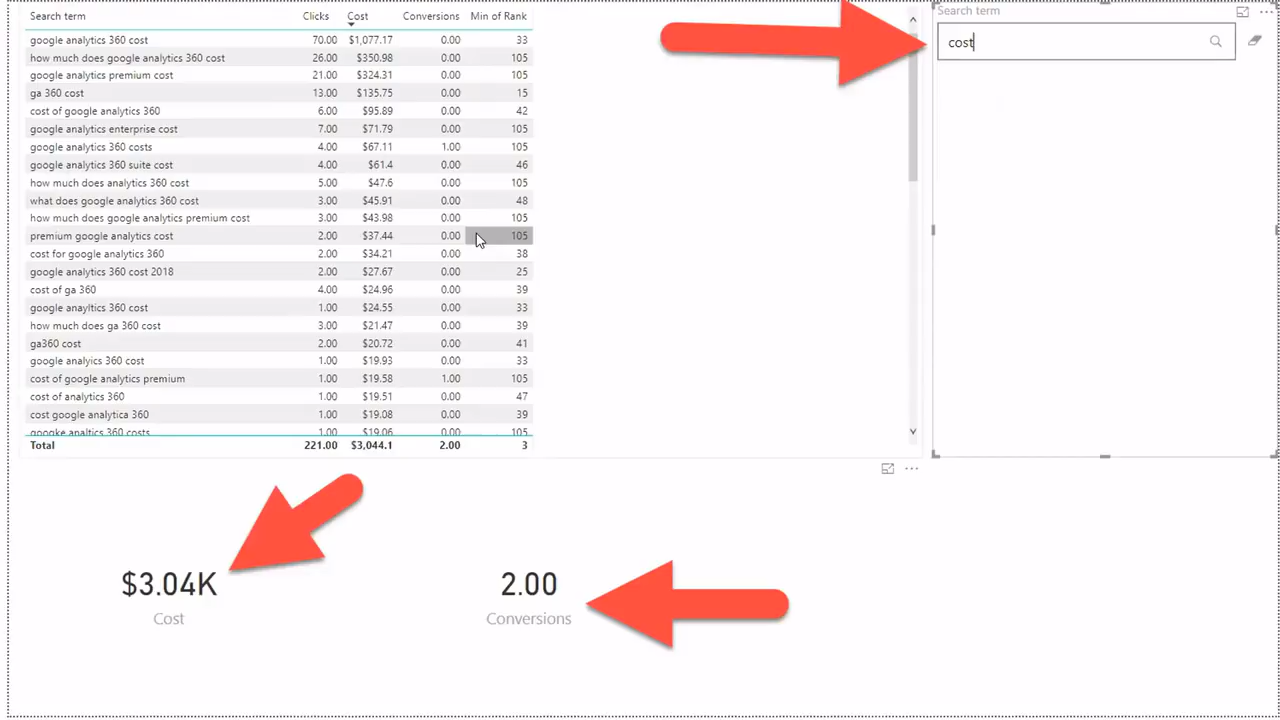 Search term Clicks Cost Conversions Min of Rank
google analytics 360 cost 70.00 $1,077.17 0.00 33
how much does google analytics 360 cost 26.00 $350.98 0.00 105
google analytics premium cost 21.00 $324.31 0.00 105
ga 360 cost 13.00 $135.75 0.00 15
cost of google analytics 360 6.00 $95.89 0.00 42
google analytics enterprise cost 7.00 $71.79 0.00 105
google analytics 360 costs 4.00 $67.11 1.00 105
google analytics 360 suite cost 4.00 $61.4 0.00 46
how much does analytics 360 cost 5.00 $47.6 0.00 105
what does google analytics 360 cost 3.00 $45.91 0.00 48
how much does google analytics premium cost 3.00 $43.98 0.00 105
premium google analytics cost 2.00 $37.44 0.00 105
cost for google analytics 360 2.00 $34.21 0.00 38
google analytics 360 cost 2018 2.00 $27.67 0.00 25
cost of ga 360 4.00 $24.96 0.00 39
google anayltics 360 cost 1.00 $24.55 0.00 33
how much does ga 360 cost 3.00 $21.47 0.00 39
ga360 cost 2.00 $20.72 0.00 41
google analyics 360 cost 1.00 $19.93 0.00 33
cost of google analytics premium 1.00 $19.58 1.00 105
cost of analytics 360 1.00 $19.51 0.00 47
cost google analytica 360 1.00 $19.08 0.00 39
googke analtics 360 costs 1.00 $19.06 0.00 105
Total 221.00 $3,044.1 2.00 3
Search term
cost
$3.04K
Cost
2.00
Conversions